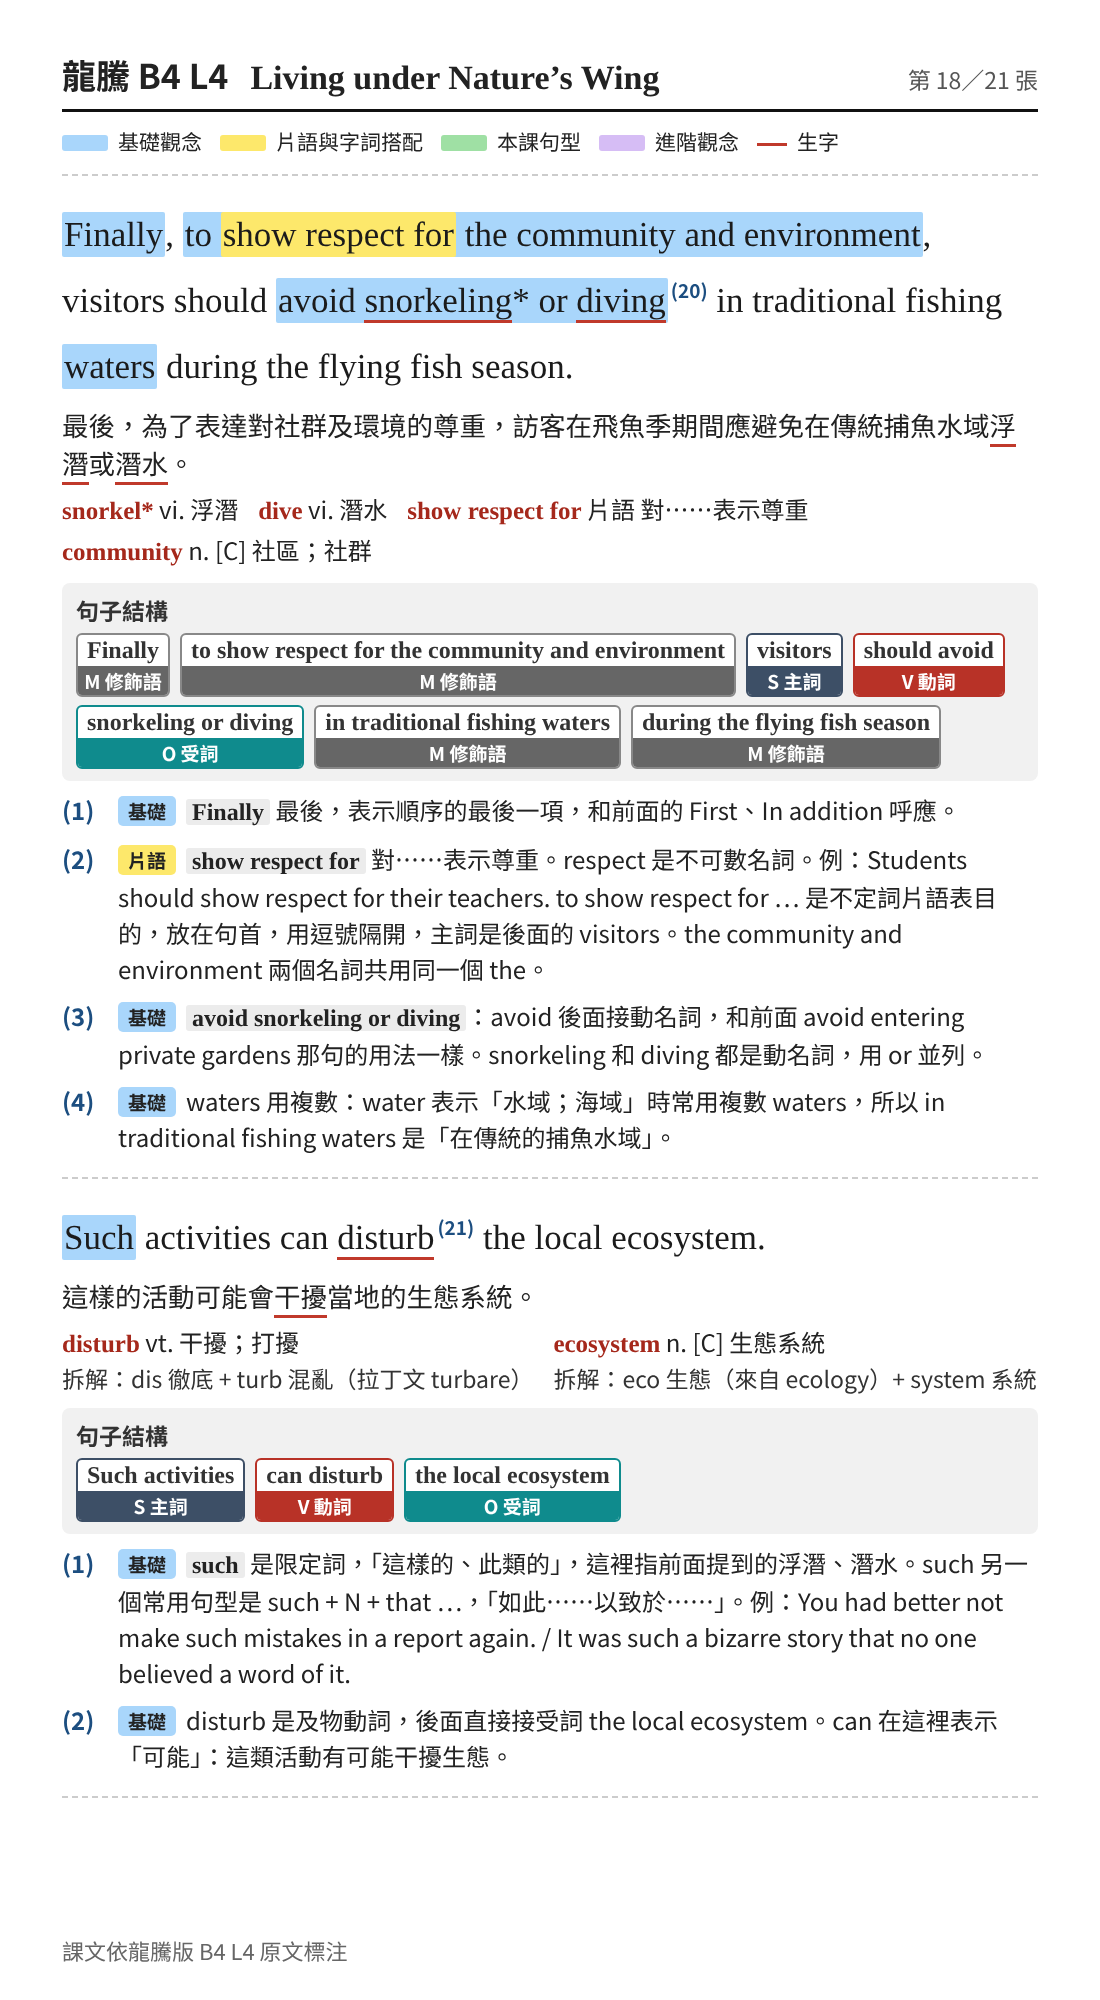 龍騰 B4 L4 Living under Nature’s Wing 第 18／21 張
基礎觀念 片語與字詞搭配 本課句型 進階觀念 生字
Finally, to show respect for the community and environment,
visitors should avoid snorkeling* or diving(20) in traditional fishing
waters during the flying fish season.
最後，為了表達對社群及環境的尊重，訪客在飛魚季期間應避免在傳統捕魚水域浮
潛或潛水。
snorkel* vi. 浮潛 dive vi. 潛水 show respect for 片語 對⋯⋯表示尊重
community n. [C] 社區；社群
句子結構
Finally to show respect for the community and environment visitors should avoid
M 修飾語 M 修飾語 S 主詞 V 動詞
snorkeling or diving in traditional fishing waters during the flying fish season
O 受詞 M 修飾語 M 修飾語
(1) 基礎 Finally 最後，表示順序的最後一項，和前面的 First、In addition 呼應。
(2) 片語 show respect for 對⋯⋯表示尊重。respect 是不可數名詞。例：Students
should show respect for their teachers. to show respect for … 是不定詞片語表目
的，放在句首，用逗號隔開，主詞是後面的 visitors。the community and
environment 兩個名詞共用同一個 the。
(3) 基礎 avoid snorkeling or diving：avoid 後面接動名詞，和前面 avoid entering
private gardens 那句的用法一樣。snorkeling 和 diving 都是動名詞，用 or 並列。
(4) 基礎 waters 用複數：water 表示「水域；海域」時常用複數 waters，所以 in
traditional fishing waters 是「在傳統的捕魚水域」。
Such activities can disturb(21) the local ecosystem.
這樣的活動可能會干擾當地的生態系統。
disturb vt. 干擾；打擾 ecosystem n. [C] 生態系統
拆解：dis 徹底 + turb 混亂（拉丁文 turbare） 拆解：eco 生態（來自 ecology）+ system 系統
句子結構
Such activities can disturb the local ecosystem
S 主詞 V 動詞 O 受詞
(1) 基礎 such 是限定詞，「這樣的、此類的」，這裡指前面提到的浮潛、潛水。such 另一
個常用句型是 such + N + that …，「如此⋯⋯以致於⋯⋯」。例：You had better not
make such mistakes in a report again. / It was such a bizarre story that no one
believed a word of it.
(2) 基礎 disturb 是及物動詞，後面直接接受詞 the local ecosystem。can 在這裡表示
「可能」：這類活動有可能干擾生態。
課文依龍騰版 B4 L4 原文標注